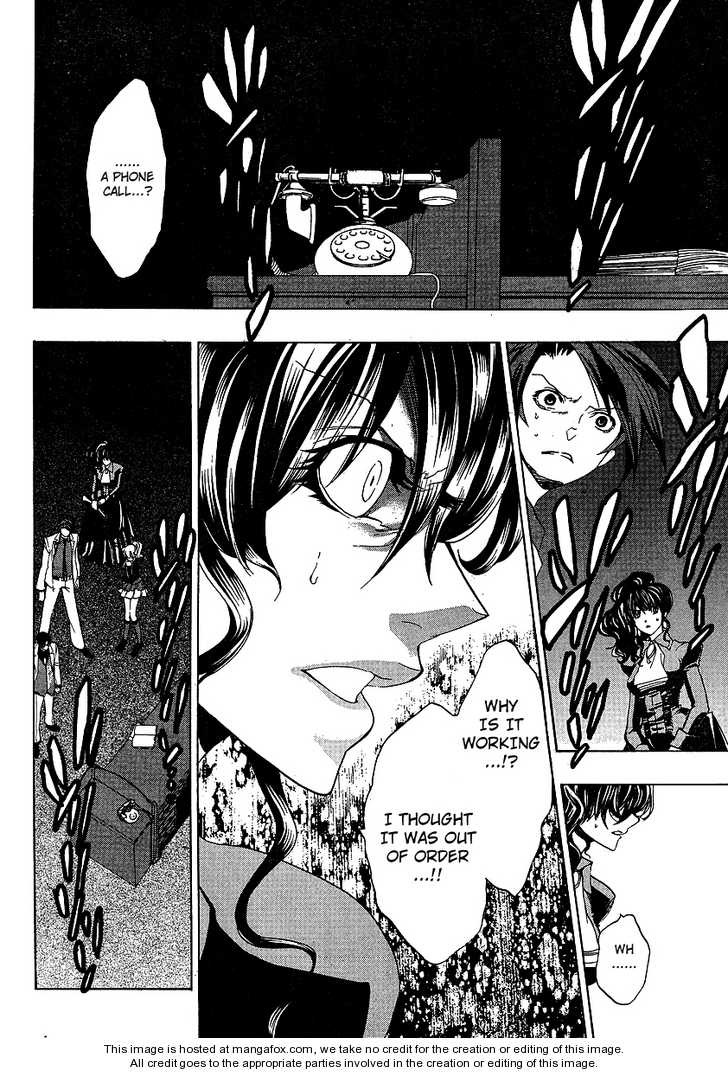 ......
A PHONE
CALL...?
WH
......
WHY
IS IT
WORKING
...!?
I THOUGHT
IT WAS OUT
OF ORDER
...!!
This image is hosted at mangafox.com, we take no credit for the creation or editing of this image.
All credit goes to the appropriate parties involved in the creation or editing of this image.